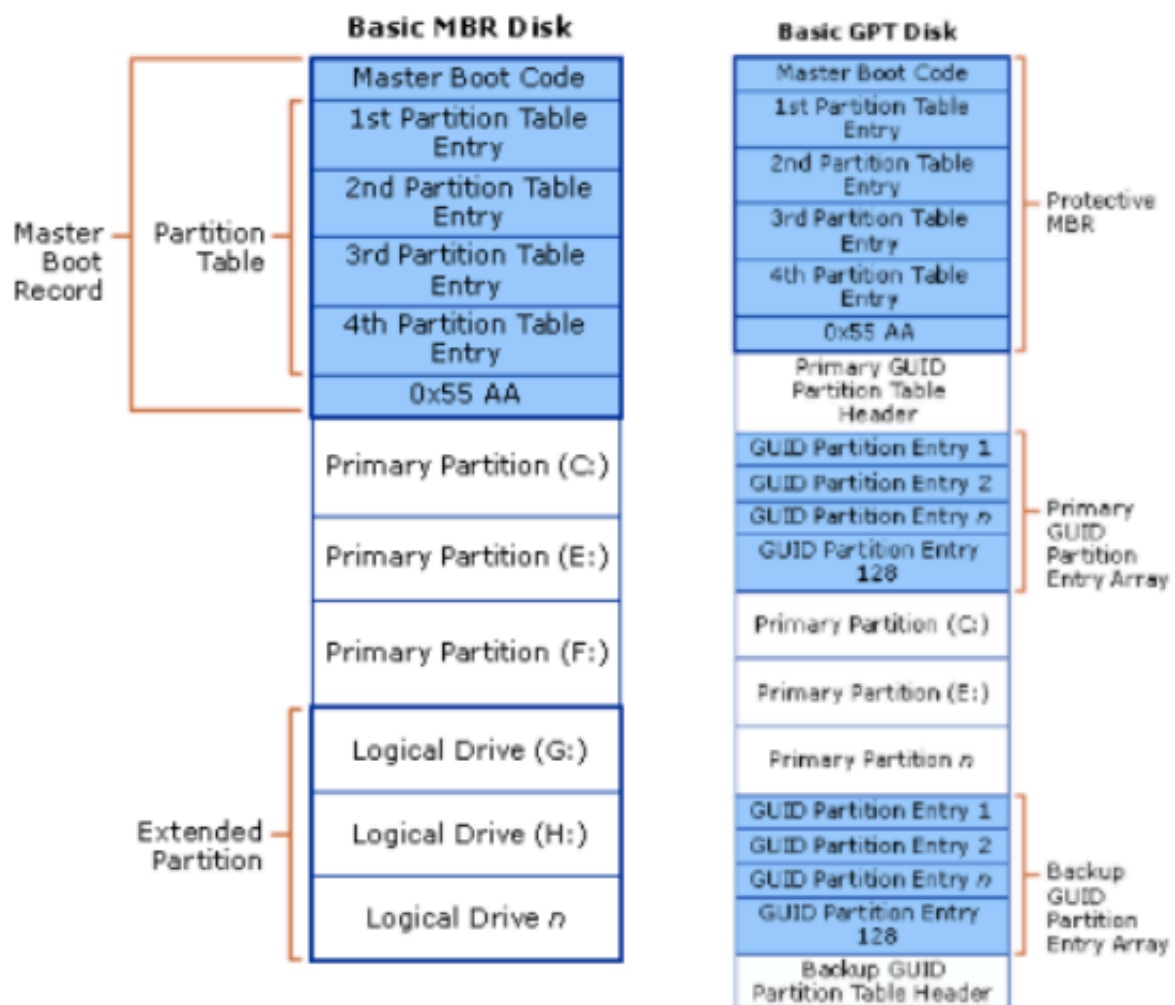 Basic MBR Disk
Master Boot Code
1st Partition Table
Entry
2nd Partition Table
Entry
3rd Partition Table
Entry
4th Partition Table
Entry
0x55 AA
Primary Partition (C:)
Primary Partition (E:)
Primary Partition (F:)
Logical Drive (G:)
Logical Drive (H:)
Logical Drive n
Master
Boot
Record
Partition
Table
Extended
Partition
Basic GPT Disk
Master Boot Code
1st Partition Table
Entry
2nd Partition Table
Entry
3rd Partition Table
Entry
4th Partition Table
Entry
0x55 AA
Primary GUID
Partition Table
Header
GUID Partition Entry 1
GUID Partition Entry 2
GUID Partition Entry n
GUID Partition Entry
128
Primary Partition (C:)
Primary Partition (E:)
Primary Partition n
GUID Partition Entry 1
GUID Partition Entry 2
GUID Partition Entry n
GUID Partition Entry
128
Backup GUID
Partition Table Header
Protective
MBR
Primary
GUID
Partition
Entry Array
Backup
GUID
Partition
Entry Array